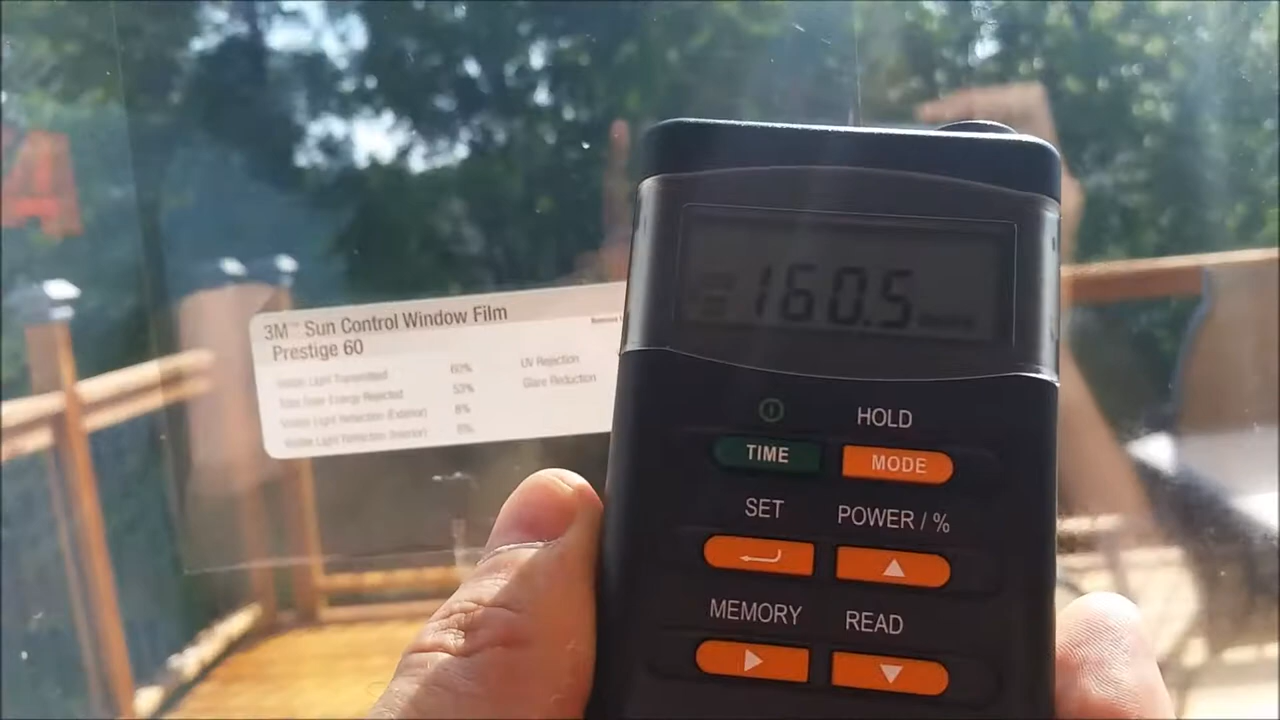 3M™ Sun Control Window Film
Prestige 60
Visible Light Transmitted 60%
Total Solar Energy Rejected 53%
Visible Light Reflection (Exterior) 8%
Visible Light Reflection (Interior)
UV Rejection
Glare Reduction
160.5
HOLD
TIME
MODE
SET
POWER / %
MEMORY
READ